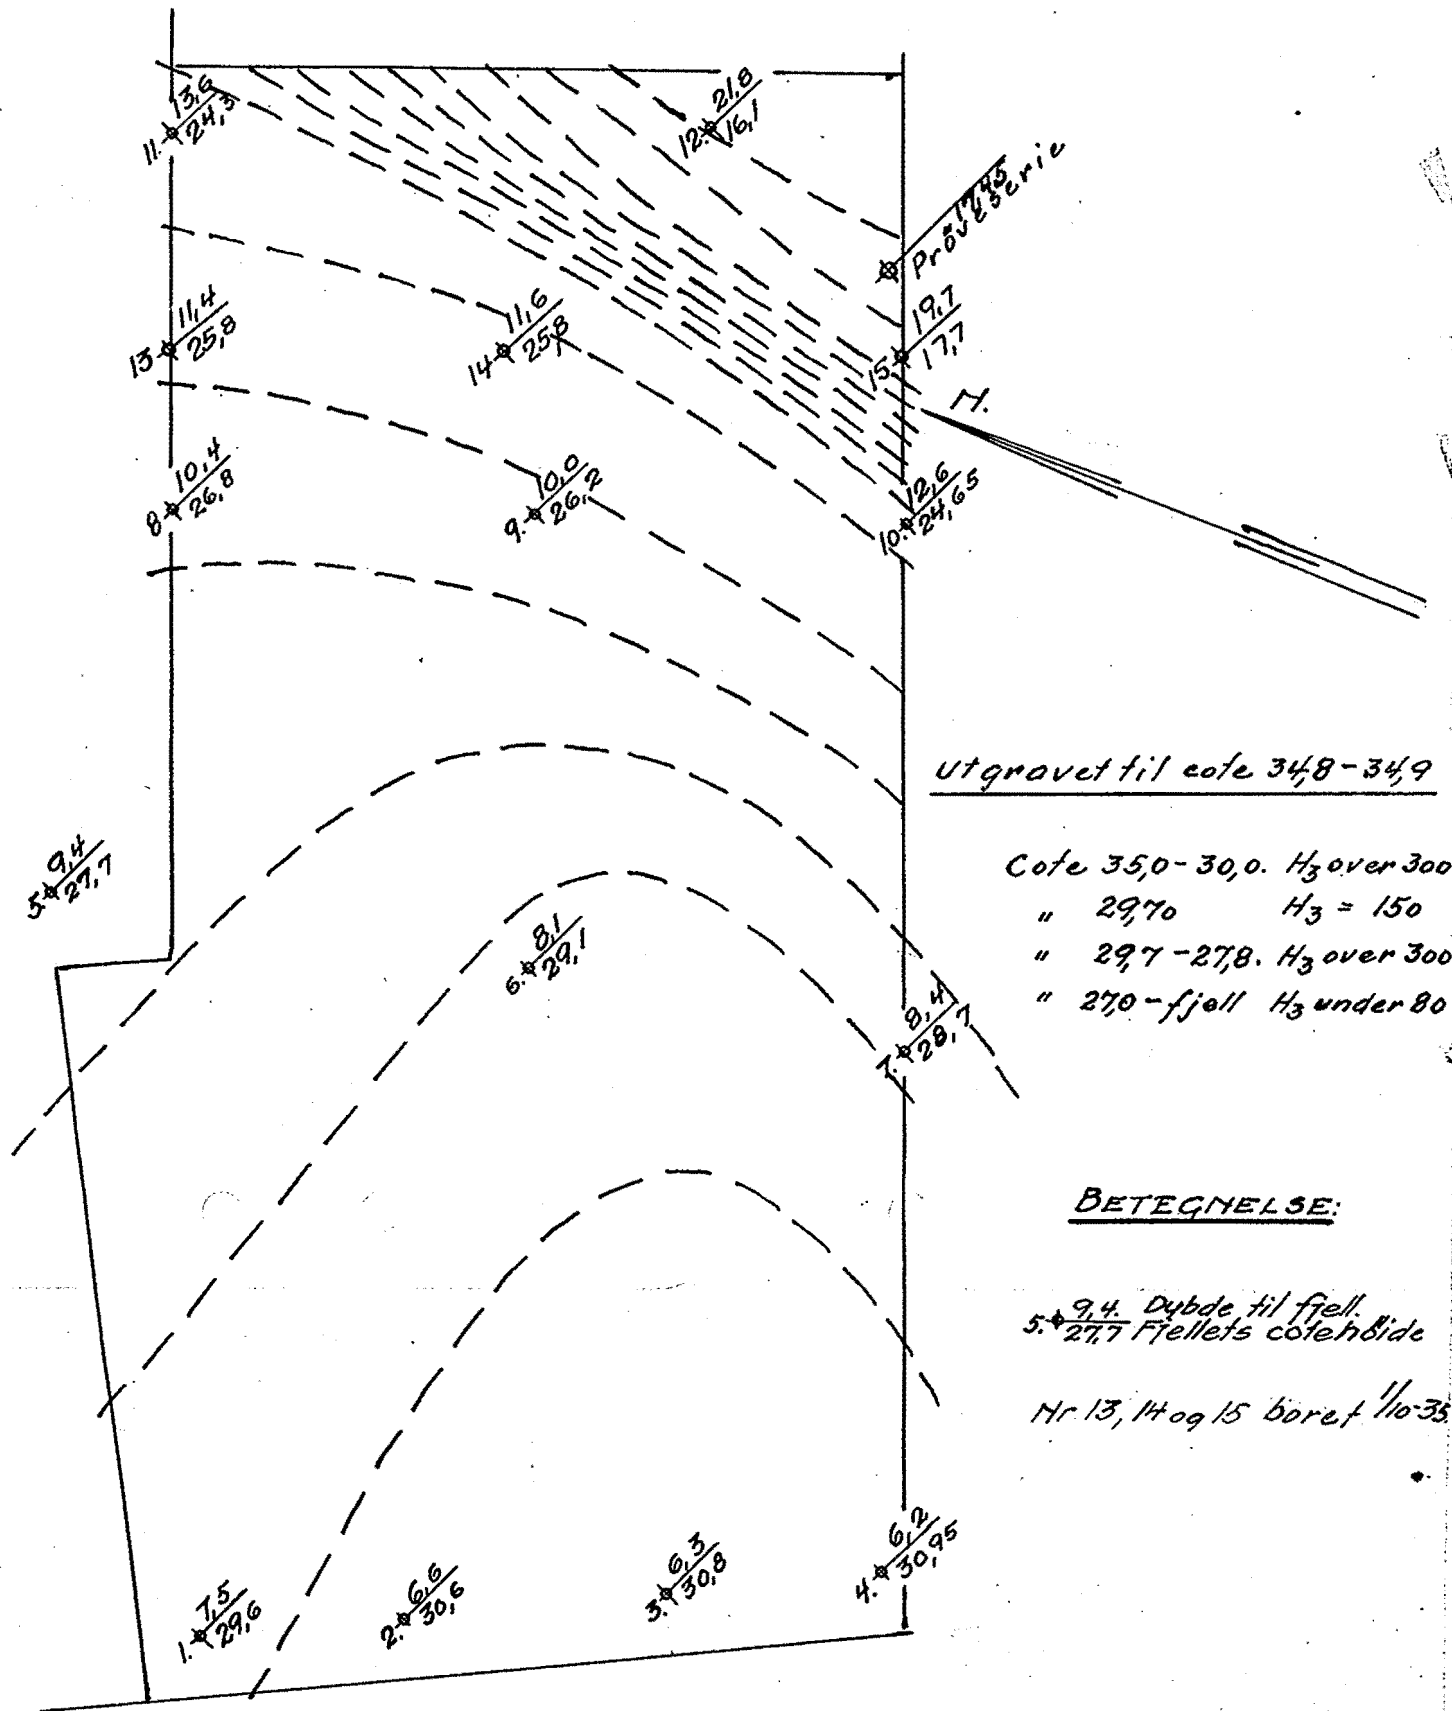 11. 13,6
24,3
12. 21,8
16,1
17,45
Pröveserie
13 11,4
25,8
14 11,6
25,8
15 19,7
17,7
N.
8 10,4
26,8
9. 10,0
26,2
10. 12,6
24,65
Utgravet til cote 34,8-34,9
Cote 35,0-30,0. H3 over 300
" 29,70 H3 = 150
" 29,7-27,8. H3 over 300
" 27,0-fjell H3 under 80
5. 9,4
27,7
6. 8,1
29,1
7. 8,4
28,7
BETEGNELSE:
5. 9,4. Dybde til fjell.
27,7 Fjellets cotehöide
Nr 13, 14 og 15 boret 1/10-35.
1. 7,5
29,6
2. 6,6
30,6
3. 6,3
30,8
4. 6,2
30,95